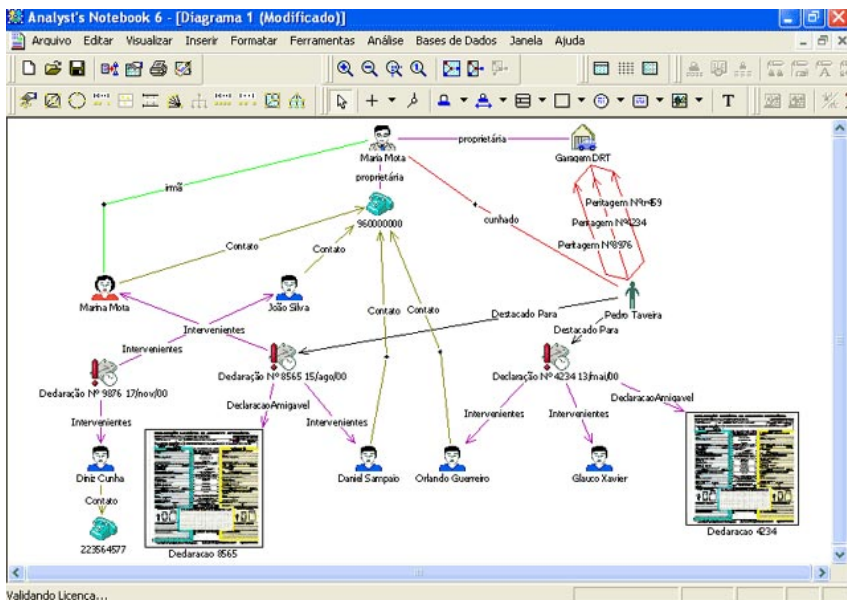 Analyst's Notebook 6 - [Diagrama 1 (Modificado)]
Arquivo Editar Visualizar Inserir Formatar Ferramentas Análise Bases de Dados Janela Ajuda
T
Maria Mota
proprietária
Garagem DRT
irmã
proprietária
960000000
cunhado
Peritagem Nº4234
Peritagem Nº8976
Contato
Contato
Marina Mota
João Silva
Contato Contato
Pedro Taveira
Destacado Para
Destacado Para
Intervenientes
Intervenientes
Declaração Nº 9876 17/nov/00
Declaração Nº 8565 15/ago/00
Declaração Nº 4234 13/mai/00
DeclaracaoAmigavel
DeclaracaoAmigavel
Intervenientes
Intervenientes
Intervenientes
Intervenientes
Diniz Cunha
Daniel Sampaio
Orlando Guerreiro
Glauco Xavier
Contato
223564577
Dedaracao 8565
Dedaracao 4234
Validando Licença...